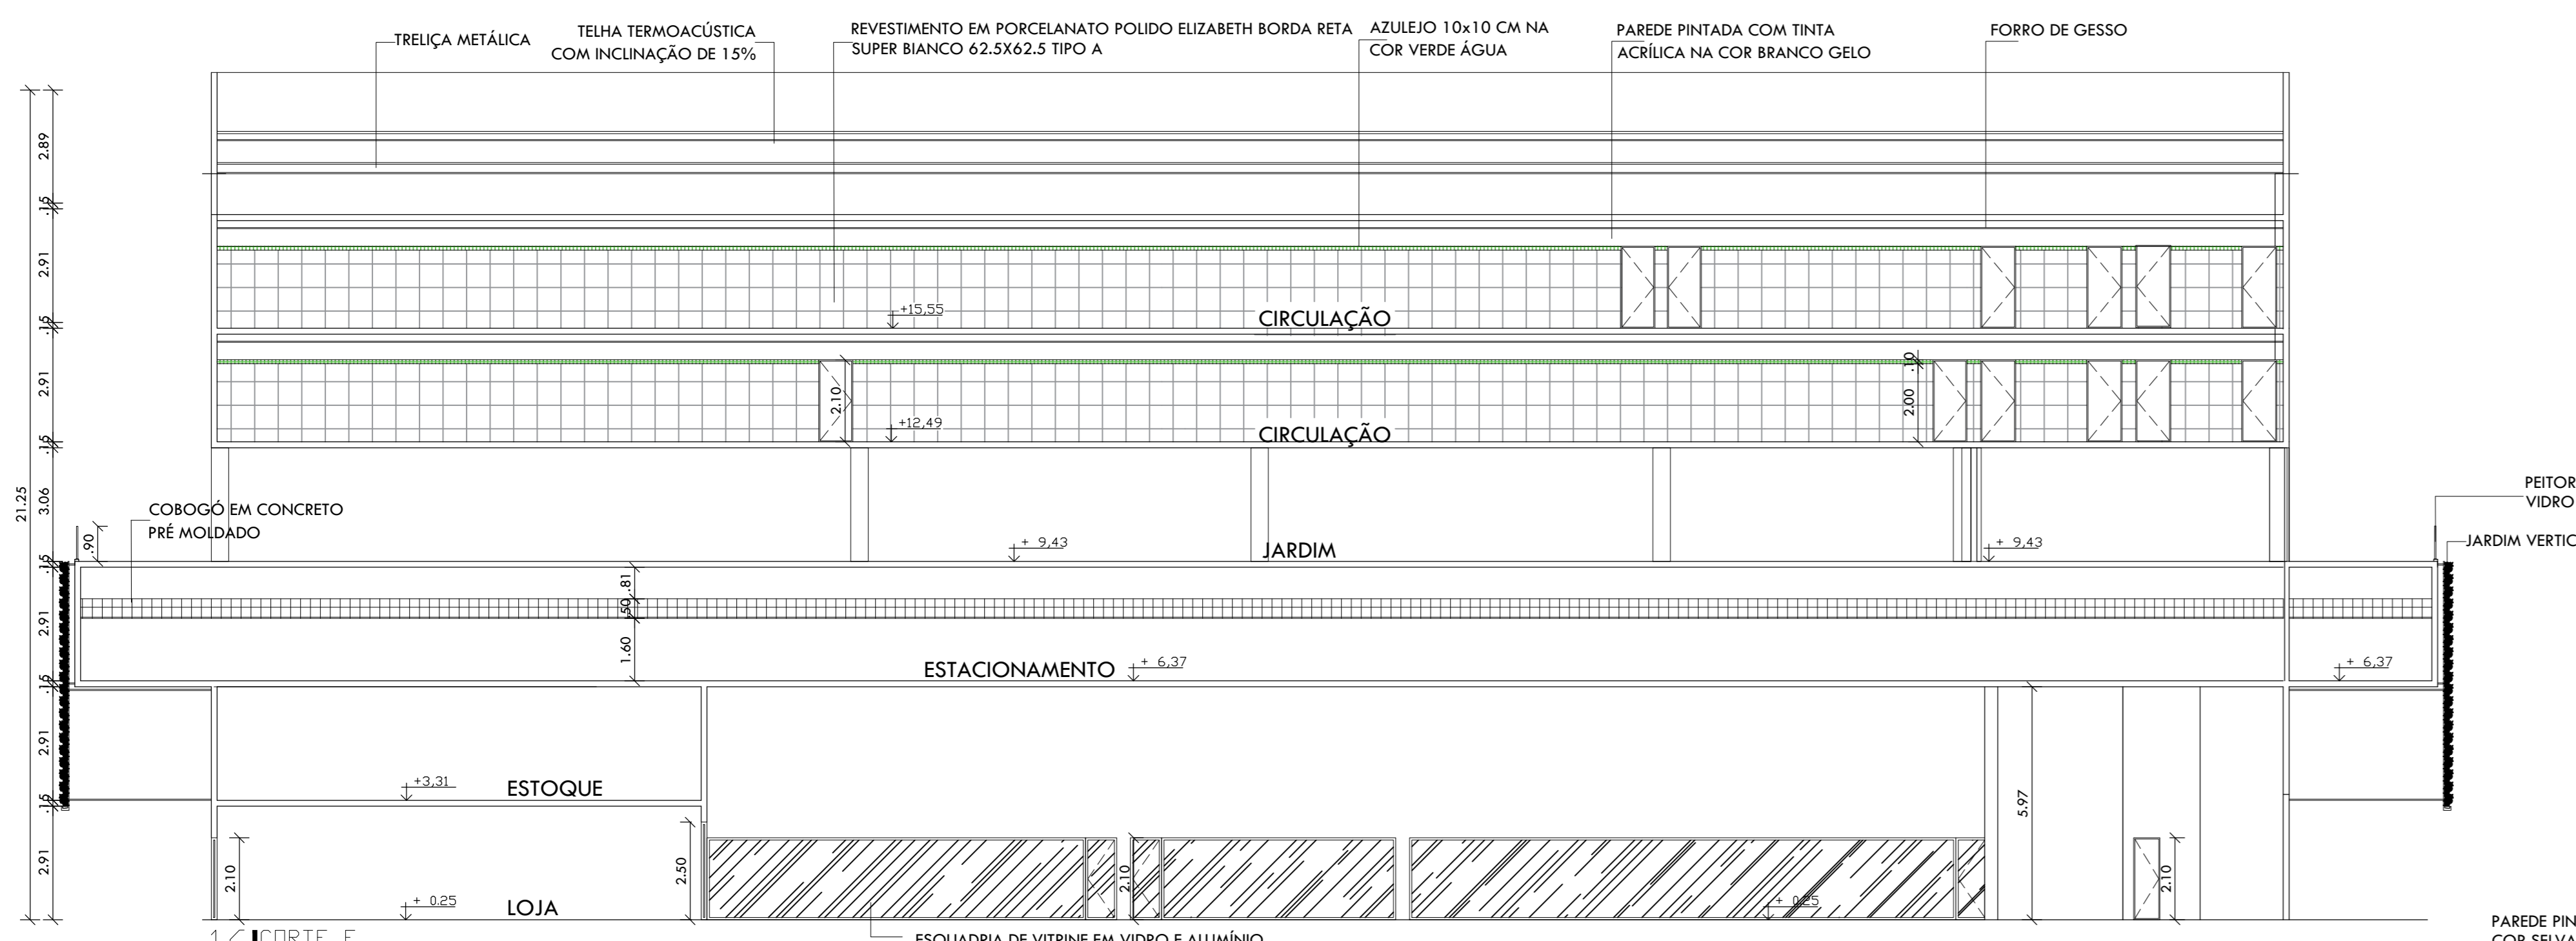 TRELIÇA METÁLICA
TELHA TERMOACÚSTICA
COM INCLINAÇÃO DE 15%
REVESTIMENTO EM PORCELANATO POLIDO ELIZABETH BORDA RETA
SUPER BIANCO 62.5X62.5 TIPO A
AZULEJO 10x10 CM NA
COR VERDE ÁGUA
PAREDE PINTADA COM TINTA
ACRÍLICA NA COR BRANCO GELO
FORRO DE GESSO
21.25
2.89
.15
2.91
.15
2.91
.15
3.06
.15
2.91
.15
2.91
.15
2.91
+15,55
CIRCULAÇÃO
2.10
+12,49
CIRCULAÇÃO
.10
2.00
COBOGÓ EM CONCRETO
PRÉ MOLDADO
.90
+ 9,43
JARDIM
+ 9,43
PEITOR
VIDRO
JARDIM VERTIC
.81
.50
1.60
ESTACIONAMENTO
+ 6,37
+ 6,37
+3,31
ESTOQUE
5.97
2.10
+ 0.25
LOJA
2.50
2.10
+ 0,25
2.10
CORTE E
ESQUADRIA DE VITRINE EM VIDRO E ALUMÍNIO
PAREDE PIN
COR SELVA